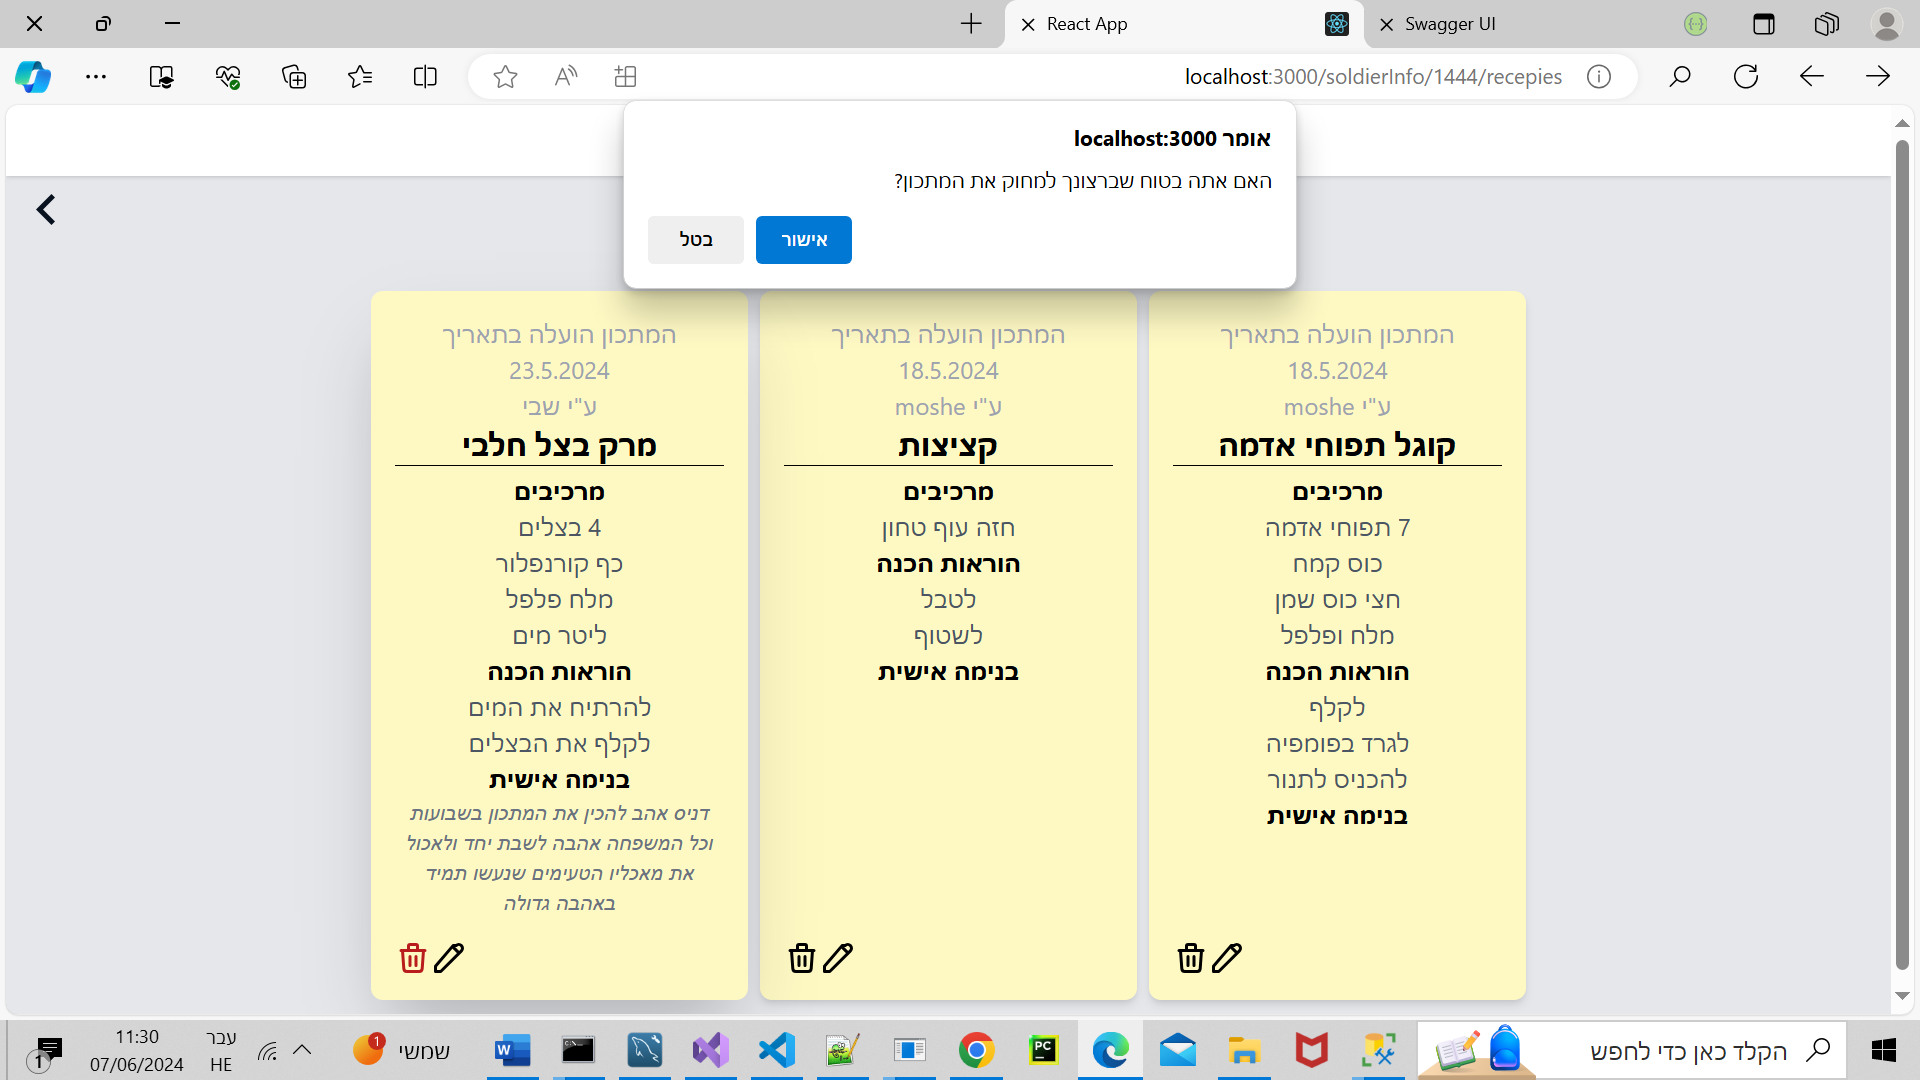 React App
Swagger UI
localhost:3000/soldierInfo/1444/recepies
אומר localhost:3000
האם אתה בטוח שברצונך למחוק את המתכון?
אישור
בטל
המתכון הועלה בתאריך
18.5.2024
ע"י moshe
קוגל תפוחי אדמה
מרכיבים
7 תפוחי אדמה
כוס קמח
חצי כוס שמן
מלח ופלפל
הוראות הכנה
לקלף
לגרד בפומפיה
להכניס לתנור
בנימה אישית
המתכון הועלה בתאריך
18.5.2024
ע"י moshe
קציצות
מרכיבים
חזה עוף טחון
הוראות הכנה
לטבל
לשטוף
בנימה אישית
המתכון הועלה בתאריך
23.5.2024
ע"י שבי
מרק בצל חלבי
מרכיבים
4 בצלים
כף קורנפלור
מלח פלפל
ליטר מים
הוראות הכנה
להרתיח את המים
לקלף את הבצלים
בנימה אישית
דניס אהב להכין את המתכון בשבועות
וכל המשפחה אהבה לשבת יחד ולאכול
את מאכליו הטעימים שנעשו תמיד
באהבה גדולה
הקלד כאן כדי לחפש
PC
W
שמשי
1
עבר
HE
11:30
07/06/2024
1